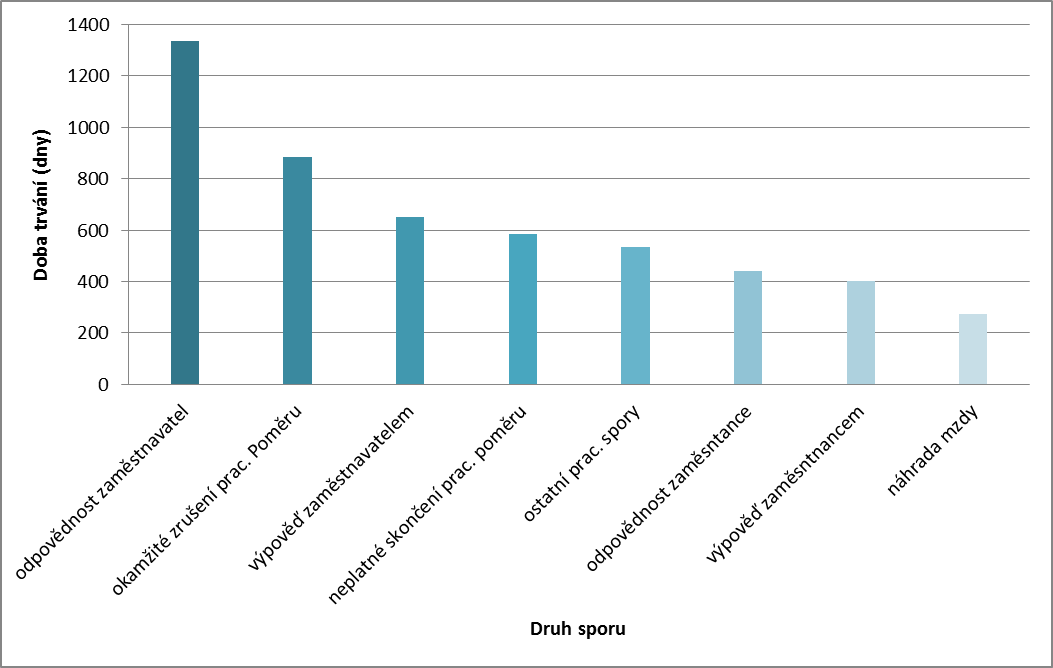 1400
1200
1000
800
600
400
200
0
Doba trvání (dny)
odpovědnost zaměstnavatel
okamžité zrušení prac. Poměru
výpověď zaměstnavatelem
neplatné skončení prac. poměru
ostatní prac. spory
odpovědnost zaměsntance
výpověď zaměsntnancem
náhrada mzdy
Druh sporu